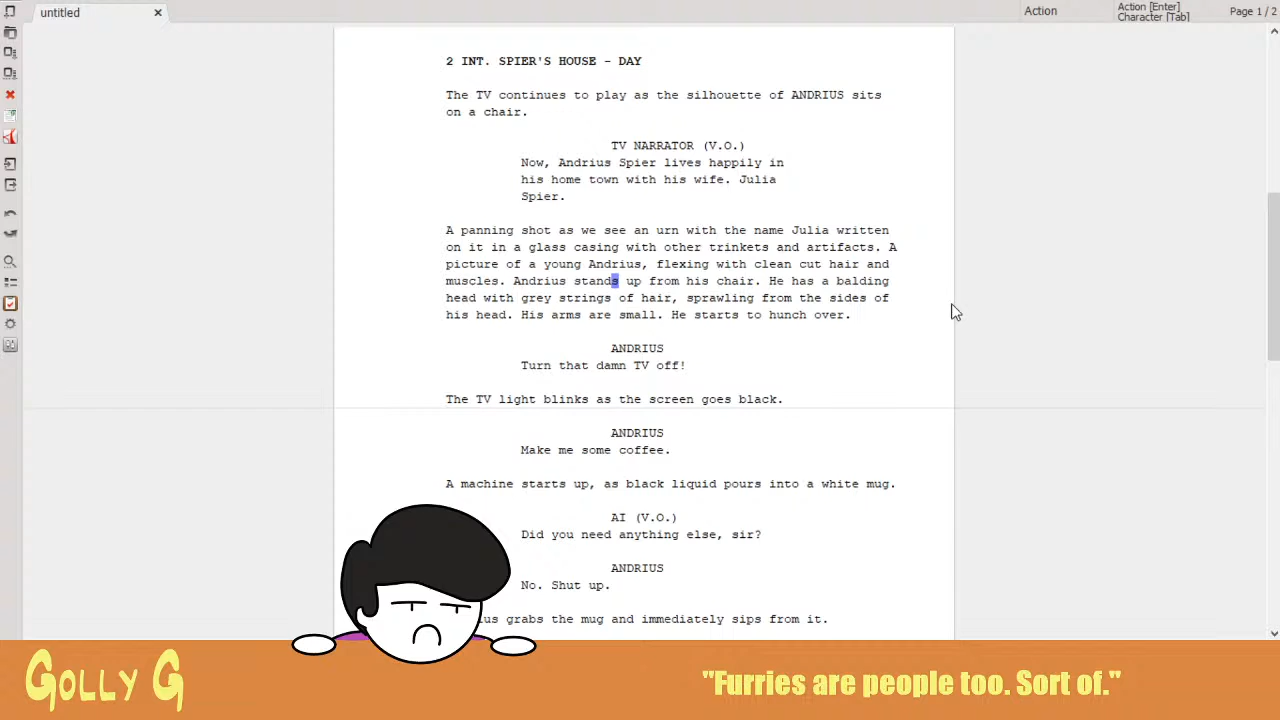 untitled
Action
Action [Enter]
Character [Tab]
Page 1 / 2
2 INT. SPIER'S HOUSE - DAY
The TV continues to play as the silhouette of ANDRIUS sits
on a chair.
TV NARRATOR (V.O.)
Now, Andrius Spier lives happily in
his home town with his wife. Julia
Spier.
A panning shot as we see an urn with the name Julia written
on it in a glass casing with other trinkets and artifacts. A
picture of a young Andrius, flexing with clean cut hair and
muscles. Andrius stands up from his chair. He has a balding
head with grey strings of hair, sprawling from the sides of
his head. His arms are small. He starts to hunch over.
ANDRIUS
Turn that damn TV off!
The TV light blinks as the screen goes black.
ANDRIUS
Make me some coffee.
A machine starts up, as black liquid pours into a white mug.
AI (V.O.)
Did you need anything else, sir?
ANDRIUS
No. Shut up.
ius grabs the mug and immediately sips from it.
GOLLY G
"Furries are people too. Sort of."